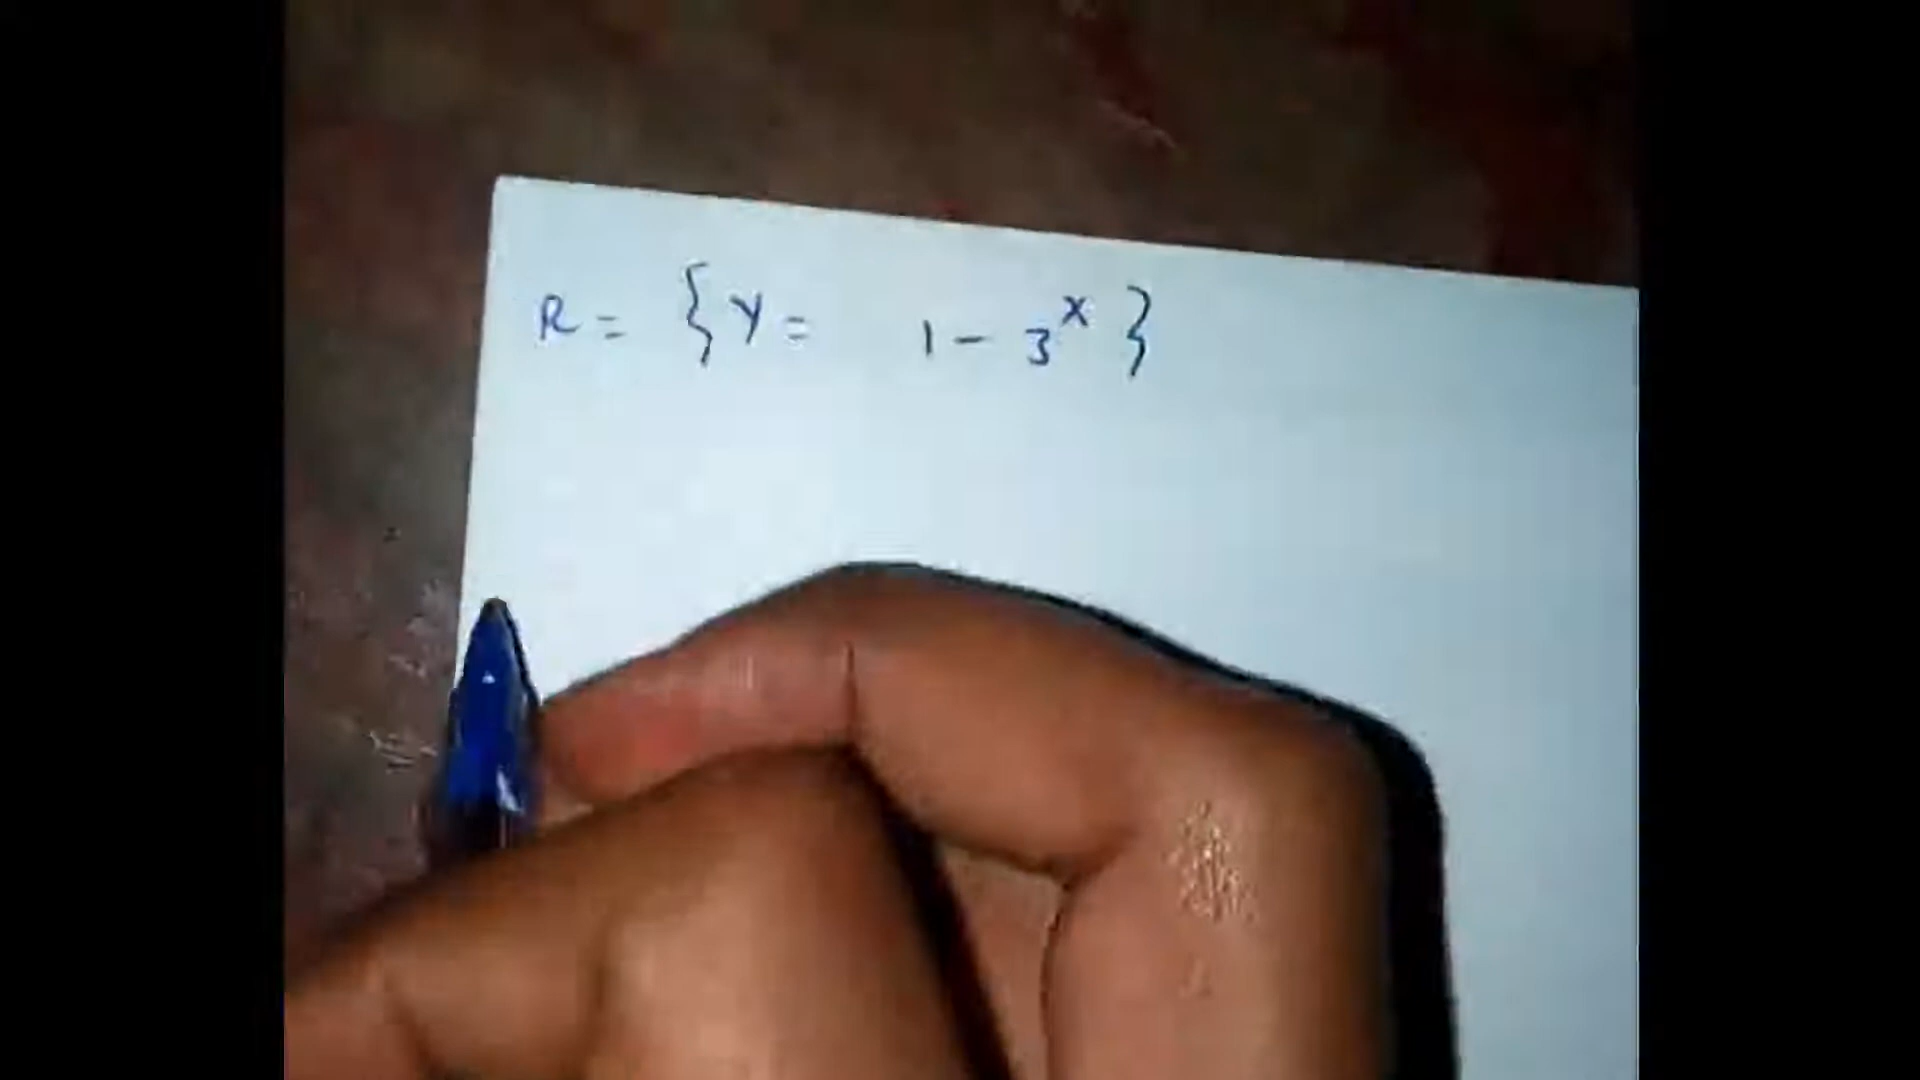 R = { Y = 1 - 3^x }